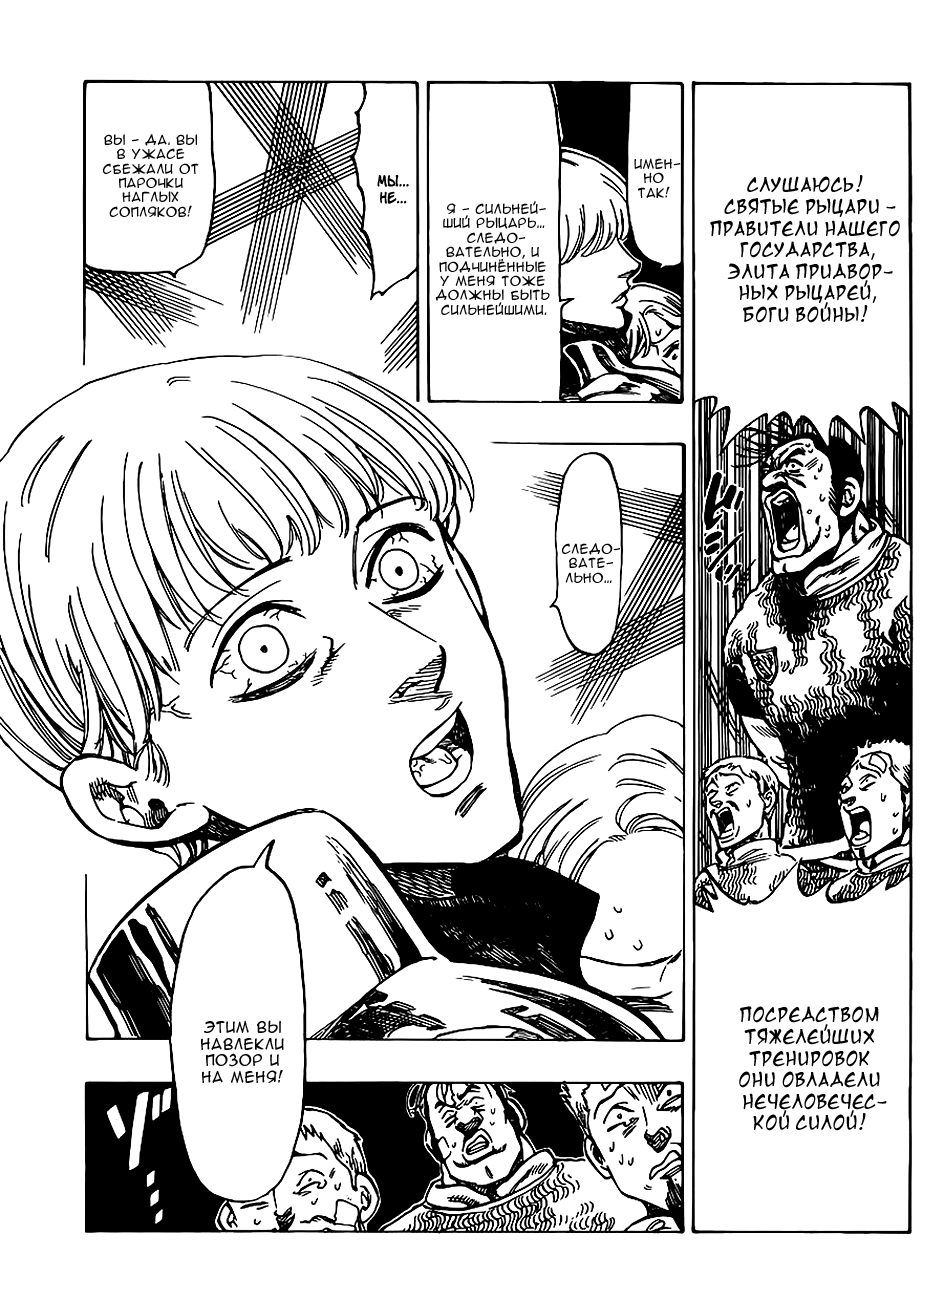 СЛУШАЮСЬ!
СВЯТЫЕ РЫЦАРИ –
ПРАВИТЕЛИ НАШЕГО
ГОСУДАРСТВА,
ЭЛИТА ПРИДВОР-
НЫХ РЫЦАРЕЙ,
БОГИ ВОЙНЫ!
ПОСРЕДСТВОМ
ТЯЖЕЛЕЙШИХ
ТРЕНИРОВОК
ОНИ ОВЛАДЕЛИ
НЕЧЕЛОВЕЧЕС-
КОЙ СИЛОЙ!
ИМЕН-
НО
ТАК!
Я – СИЛЬНЕЙ-
ШИЙ РЫЦАРЬ...
СЛЕДО-
ВАТЕЛЬНО, И
ПОДЧИНЁННЫЕ
У МЕНЯ ТОЖЕ
ДОЛЖНЫ БЫТЬ
СИЛЬНЕЙШИМИ.
МЫ...
НЕ...
ВЫ – ДА. ВЫ
В УЖАСЕ
СБЕЖАЛИ ОТ
ПАРОЧКИ
НАГЛЫХ
СОПЛЯКОВ!
СЛЕДО-
ВАТЕ-
ЛЬНО...
ЭТИМ ВЫ
НАВЛЕКЛИ
ПОЗОР И
НА МЕНЯ!